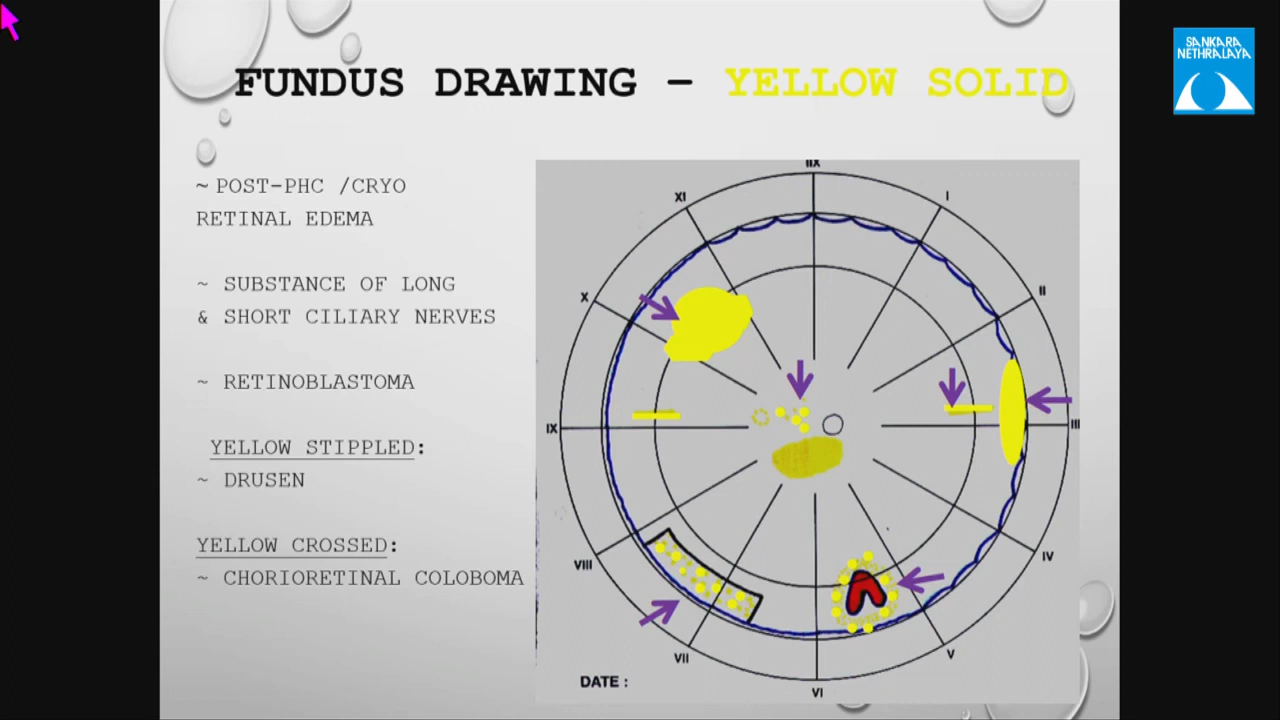 SANKARA
NETHRALAYA
FUNDUS DRAWING – YELLOW SOLID
~ POST-PHC /CRYO
RETINAL EDEMA
~ SUBSTANCE OF LONG
& SHORT CILIARY NERVES
~ RETINOBLASTOMA
YELLOW STIPPLED:
~ DRUSEN
YELLOW CROSSED:
~ CHORIORETINAL COLOBOMA
IIX
XI
I
X
II
IX
III
VIII
IV
VII
V
VI
DATE :